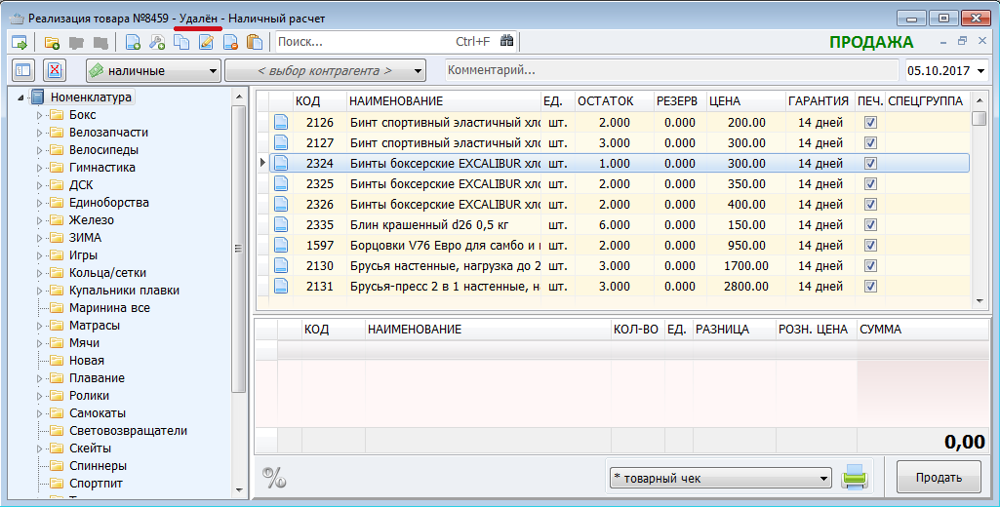 Реализация товара №8459 - Удалён - Наличный расчет
Поиск... Ctrl+F ПРОДАЖА
наличные < выбор контрагента > Комментарий... 05.10.2017
Номенклатура
Бокс
Велозапчасти
Велосипеды
Гимнастика
ДСК
Единоборства
Железо
ЗИМА
Игры
Кольца/сетки
Купальники плавки
Маринина все
Матрасы
Мячи
Новая
Плавание
Ролики
Самокаты
Световозвращатели
Скейты
Спиннеры
Спортпит
КОД НАИМЕНОВАНИЕ ЕД. ОСТАТОК РЕЗЕРВ ЦЕНА ГАРАНТИЯ ПЕЧ. СПЕЦГРУППА
2126 Бинт спортивный эластичный хло шт. 2.000 0.000 200.00 14 дней
2127 Бинт спортивный эластичный хло шт. 3.000 0.000 300.00 14 дней
2324 Бинты боксерские EXCALIBUR хло шт. 1.000 0.000 300.00 14 дней
2325 Бинты боксерские EXCALIBUR хло шт. 2.000 0.000 350.00 14 дней
2326 Бинты боксерские EXCALIBUR хло шт. 2.000 0.000 400.00 14 дней
2335 Блин крашенный d26 0,5 кг шт. 6.000 0.000 150.00 14 дней
1597 Борцовки V76 Евро для самбо и шт. 2.000 0.000 950.00 14 дней
2130 Брусья настенные, нагрузка до 2 шт. 3.000 0.000 1700.00 14 дней
2131 Брусья-пресс 2 в 1 настенные, шт. 3.000 0.000 2800.00 14 дней
КОД НАИМЕНОВАНИЕ КОЛ-ВО ЕД. РАЗНИЦА РОЗН. ЦЕНА СУММА
0,00
% * товарный чек Продать